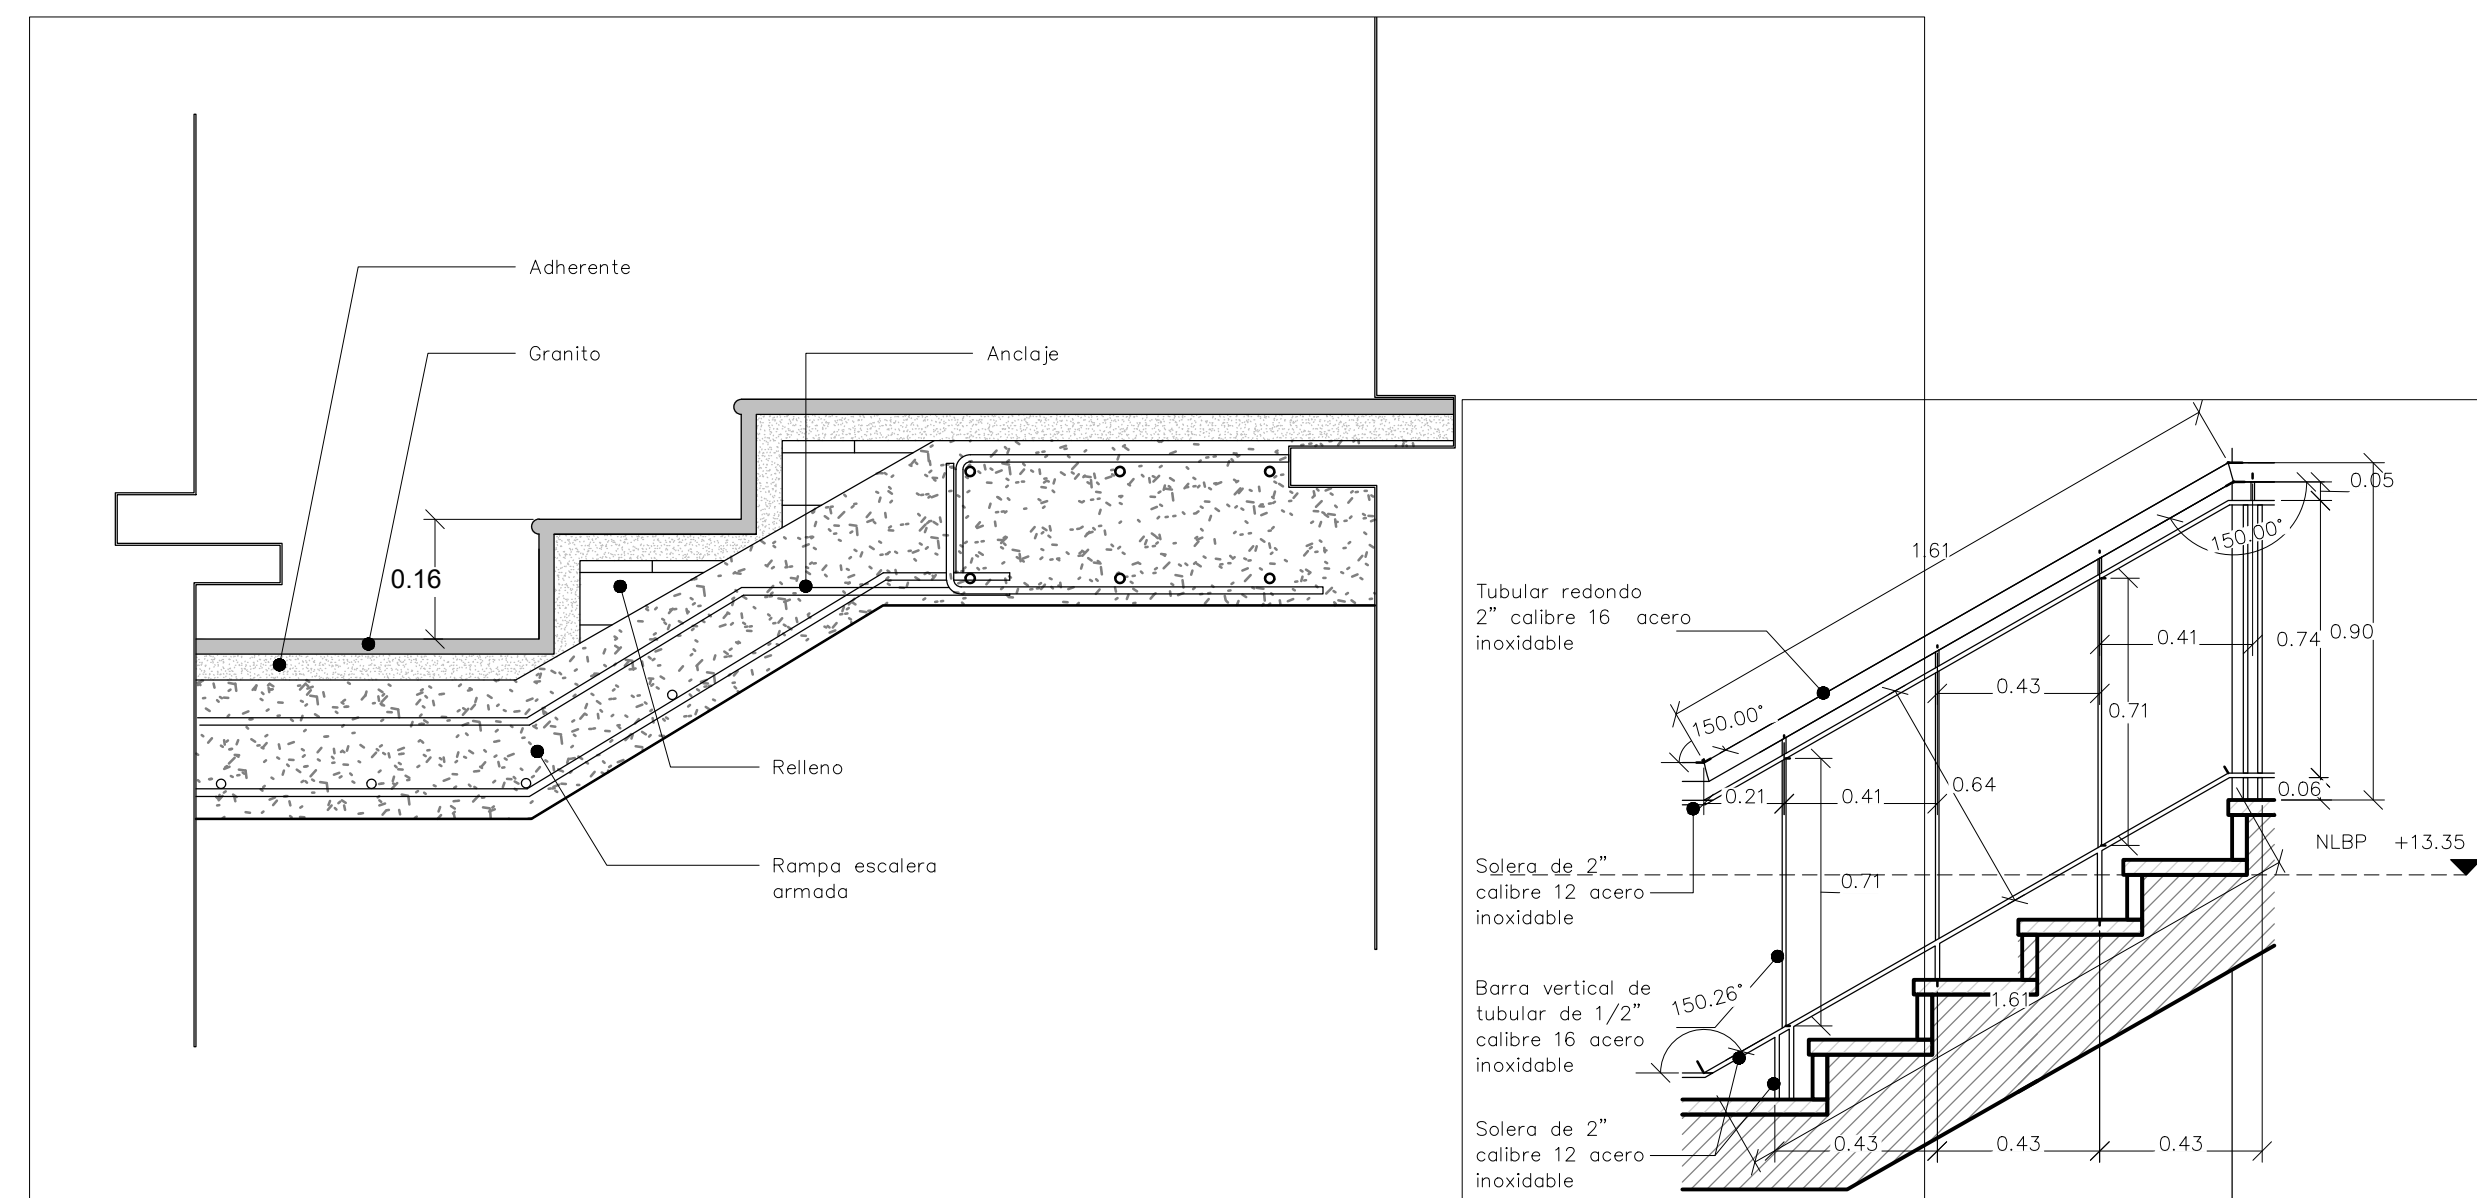 Adherente
Granito
Anclaje
0.16
Relleno
Rampa escalera
armada
Tubular redondo
2” calibre 16 acero
inoxidable
Solera de 2”
calibre 12 acero
inoxidable
Barra vertical de
tubular de 1/2”
calibre 16 acero
inoxidable
Solera de 2”
calibre 12 acero
inoxidable
1.61
0.05
150.00°
0.41
0.74
0.90
0.43
0.71
150.00°
0.21
0.41
0.64
0.06
NLBP +13.35
0.71
150.26°
1.61
0.43
0.43
0.43